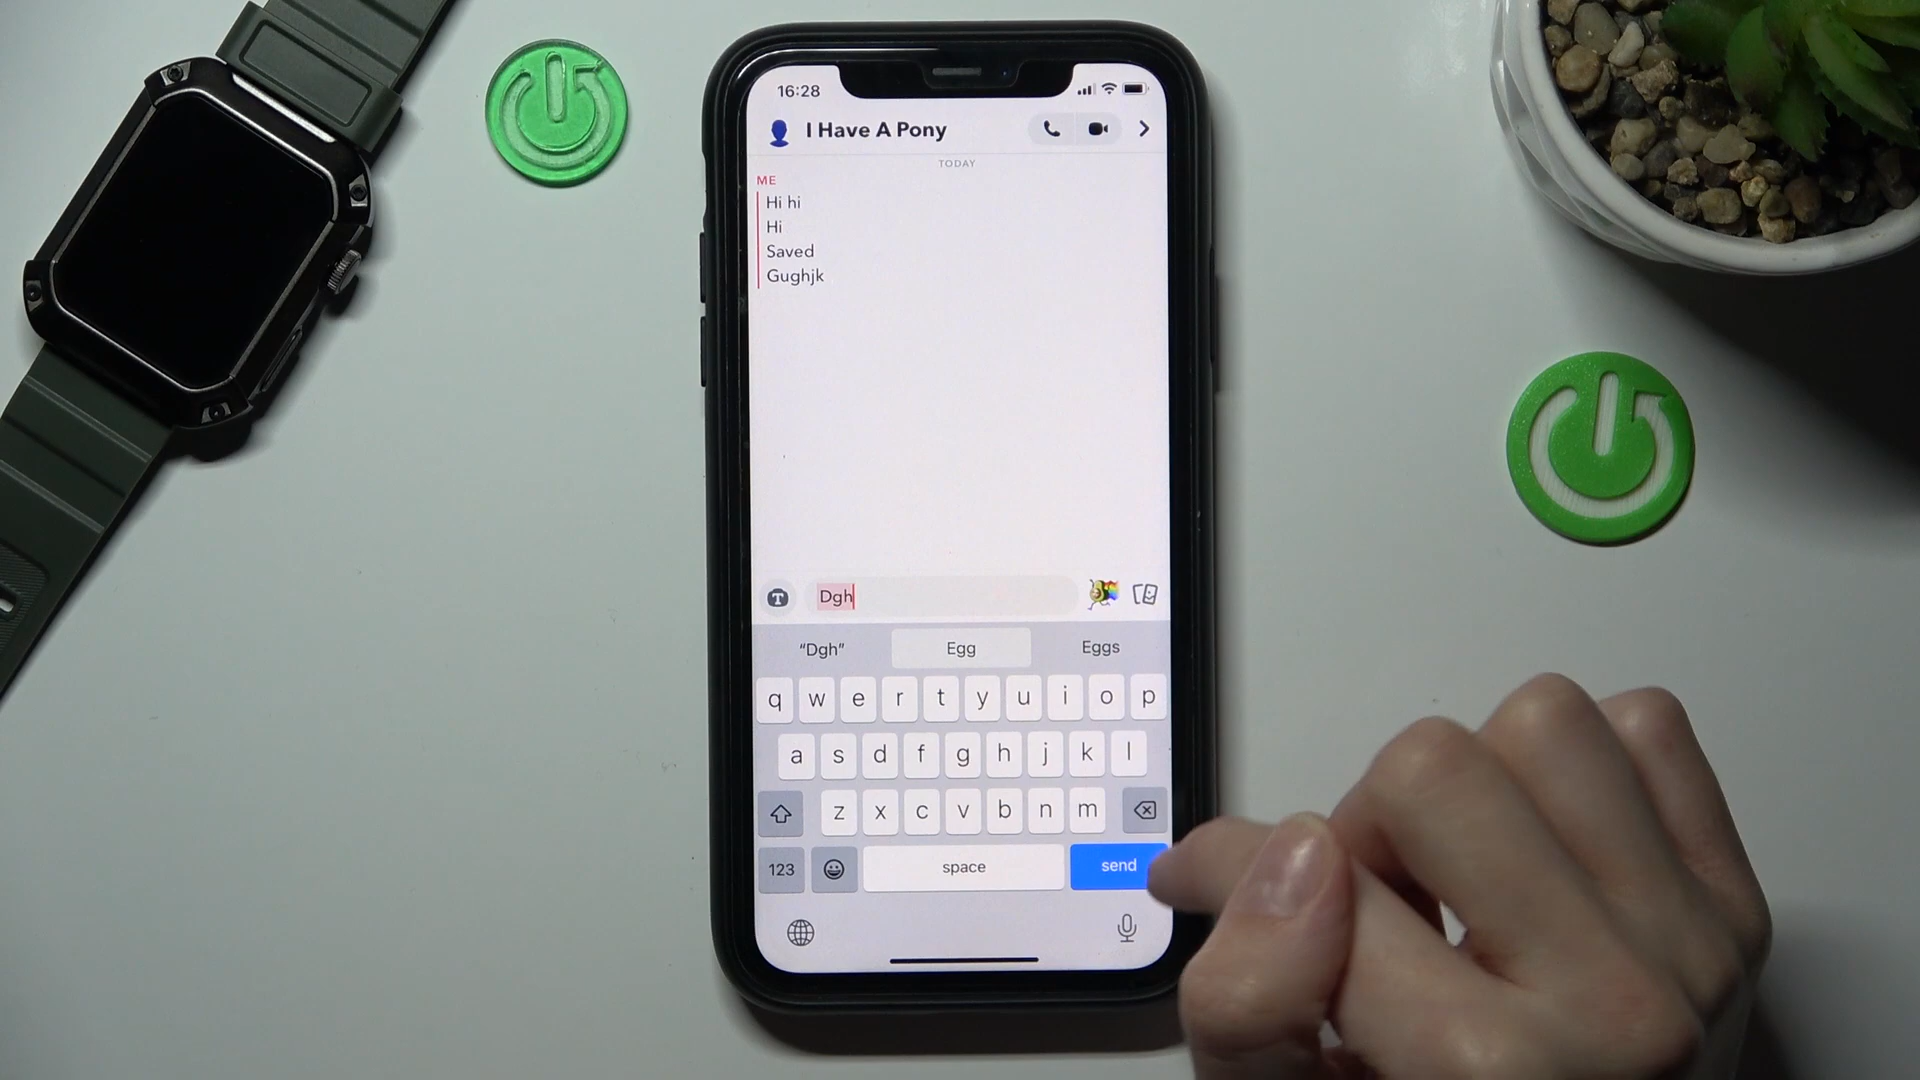 16:28
I Have A Pony
TODAY
ME
Hi hi
Hi
Saved
Gughjk
T
Dgh
“Dgh” Egg Eggs
q w e r t y u i o p
a s d f g h j k l
z x c v b n m
123 space send